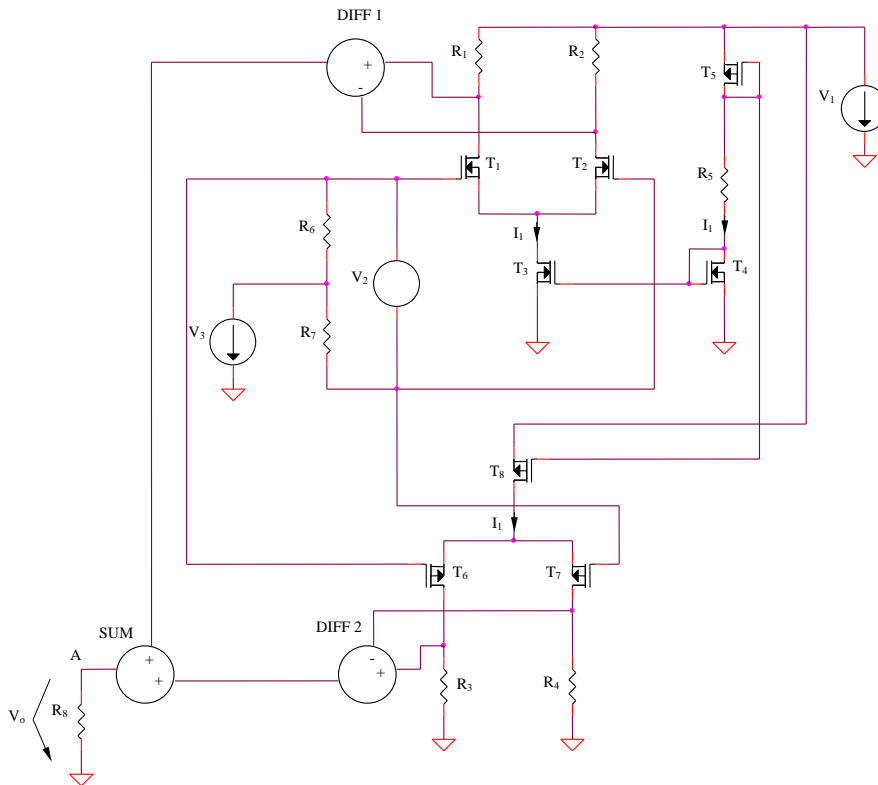 DIFF 1
+
-
R1
R2
T5
V1
T1
T2
R5
R6
I1
I1
T3
T4
V2
V3
R7
T8
I1
T6
T7
SUM
DIFF 2
A
+
+
-
+
R3
R4
R8
Vo